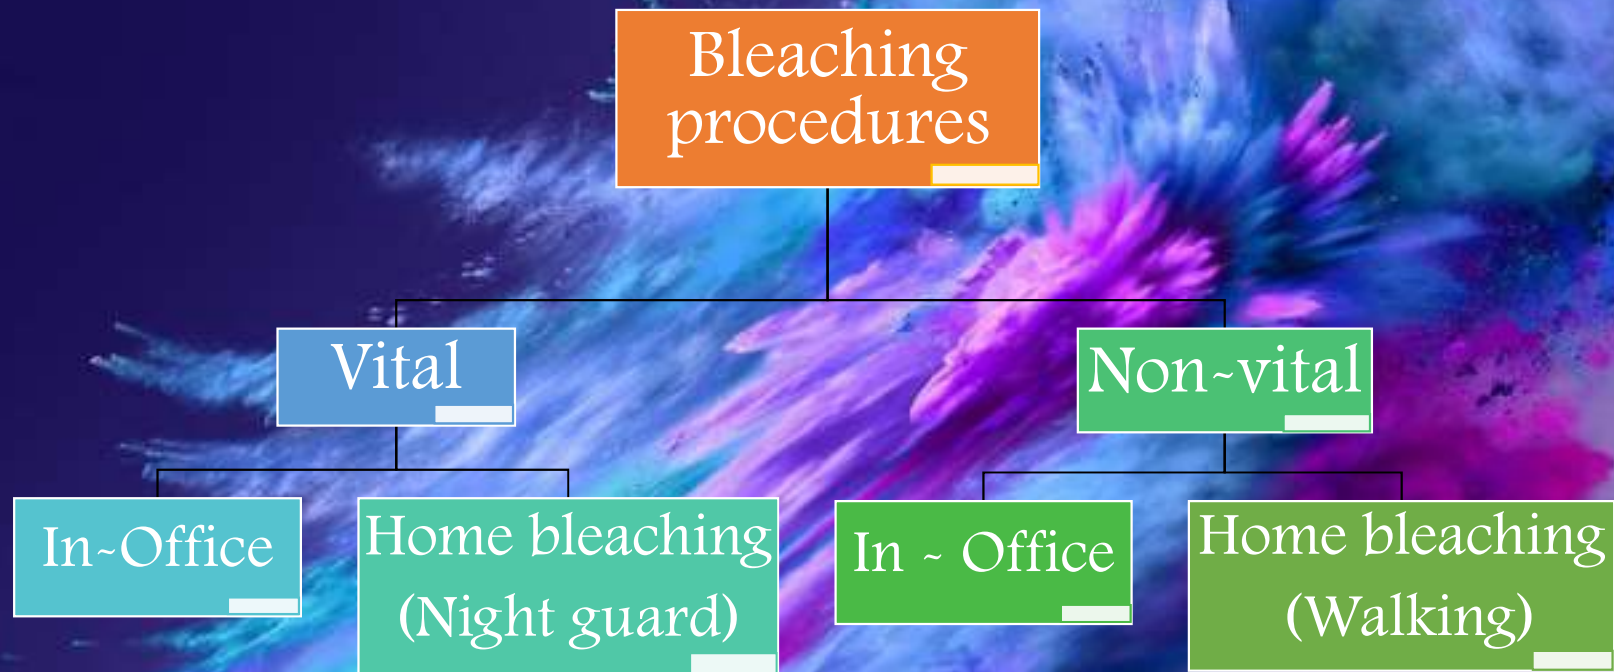 Bleaching
procedures
Vital
Non-vital
In-Office
Home bleaching
(Night guard)
In - Office
Home bleaching
(Walking)